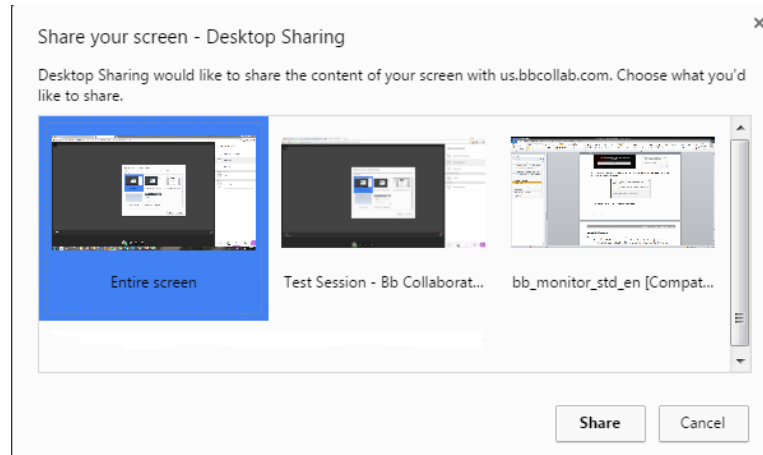 Share your screen - Desktop Sharing
Desktop Sharing would like to share the content of your screen with us.bbcollab.com. Choose what you'd
like to share.
Entire screen
Test Session - Bb Collaborat...
bb_monitor_std_en [Compat...
Share
Cancel